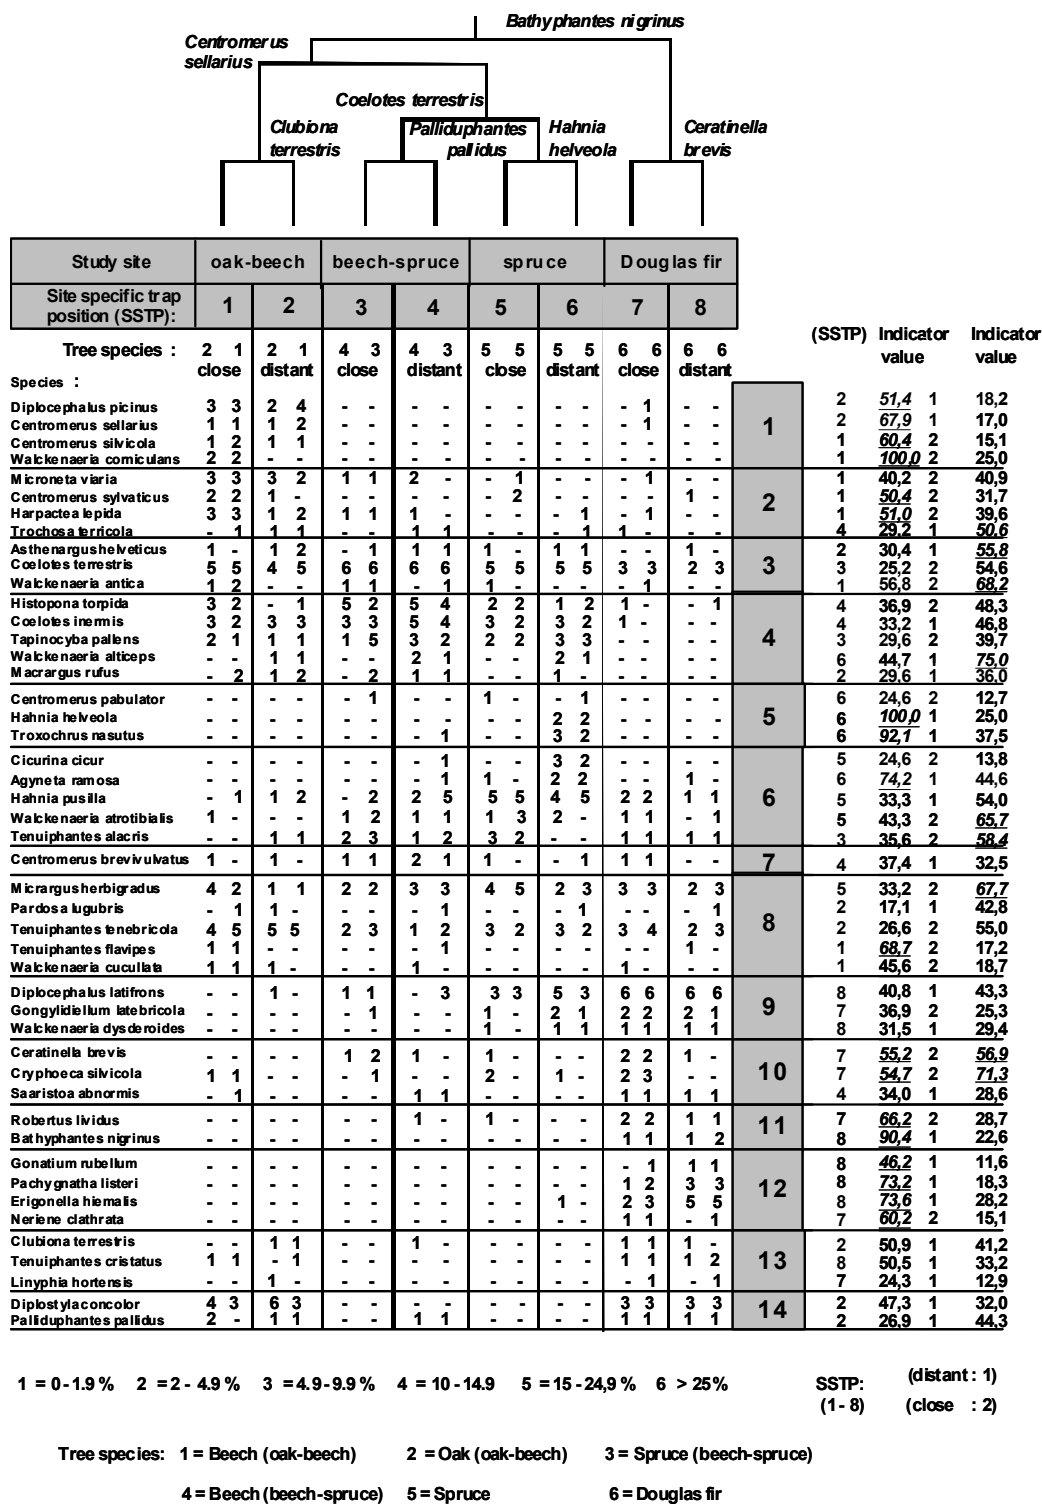 Bathyphantes nigrinus
Centromerus
sellarius
Coelotes terrestris
Clubiona
terrestris
Palliduphantes
pallidus
Hahnia
helveola
Ceratinella
brevis
Study site oak-beech beech-spruce spruce Douglas fir
Site specific trap
position (SSTP): 1 2 3 4 5 6 7 8
(SSTP) Indicator value Indicator value
Tree species : 2 1 2 1 4 3 4 3 5 5 5 5 6 6 6 6
close distant close distant close distant close distant
Species :
Diplocephalus picinus 3 3 2 4 - - - - - - - - - 1 - - 2 51,4 1 18,2
Centromerus sellarius 1 1 1 2 - - - - - - - - - 1 - - 1 2 67,9 1 17,0
Centromerus silvicola 1 2 1 1 - - - - - - - - - - - - 1 60,4 2 15,1
Walckenaeria corniculans 2 2 - - - - - - - - - - - - - - 1 100,0 2 25,0
Microneta viaria 3 3 3 2 1 1 2 - - 1 - - - 1 - - 1 40,2 2 40,9
Centromerus sylvaticus 2 2 1 - - - - - - 2 - - - - 1 - 2 1 50,4 2 31,7
Harpactea lepida 3 3 1 2 1 1 1 - - - - 1 - 1 - - 1 51,0 2 39,6
Trochosa terricola - 1 1 1 - - 1 1 - - - 1 1 - - - 4 29,2 1 50,6
Asthenargus helveticus 1 - 1 2 - 1 1 1 1 - 1 1 - - 1 - 2 30,4 1 55,8
Coelotes terrestris 5 5 4 5 6 6 6 6 5 5 5 5 3 3 2 3 3 3 25,2 2 54,6
Walckenaeria antica 1 2 - - 1 1 - 1 1 - - - - 1 - - 1 56,8 2 68,2
Histopona torpida 3 2 - 1 5 2 5 4 2 2 1 2 1 - - 1 4 36,9 2 48,3
Coelotes inermis 3 2 3 3 3 3 5 4 3 2 3 2 1 - - - 4 33,2 1 46,8
Tapinocyba pallens 2 1 1 1 1 5 3 2 2 2 3 3 - - - - 4 3 29,6 2 39,7
Walckenaeria alticeps - - 1 1 - - 2 1 - - 2 1 - - - - 6 44,7 1 75,0
Macrargus rufus - 2 1 2 - 2 1 1 - - 1 - - - - - 2 29,6 1 36,0
Centromerus pabulator - - - - - 1 - - 1 - - 1 - - - - 6 24,6 2 12,7
Hahnia helveola - - - - - - - - - - 2 2 - - - - 5 6 100,0 1 25,0
Troxochrus nasutus - - - - - - - 1 - - 3 2 - - - - 6 92,1 1 37,5
Cicurina cicur - - - - - - - 1 - - 3 2 - - - - 5 24,6 2 13,8
Agyneta ramosa - - - - - - - 1 1 - 2 2 - - 1 - 6 74,2 1 44,6
Hahnia pusilla - 1 1 2 - 2 2 5 5 5 4 5 2 2 1 1 6 5 33,3 1 54,0
Walckenaeria atrotibialis 1 - - - 1 2 1 1 1 3 2 - 1 1 - 1 5 43,3 2 65,7
Tenuiphantes alacris - - 1 1 2 3 1 2 3 2 - - 1 1 1 1 3 35,6 2 58,4
Centromerus brevivulvatus 1 - 1 - 1 1 2 1 1 - - 1 1 1 - - 7 4 37,4 1 32,5
Micrargus herbigradus 4 2 1 1 2 2 3 3 4 5 2 3 3 3 2 3 5 33,2 2 67,7
Pardosa lugubris - 1 1 - - - - 1 - - - 1 - - - 1 2 17,1 1 42,8
Tenuiphantes tenebricola 4 5 5 5 2 3 1 2 3 2 3 2 3 4 2 3 8 2 26,6 2 55,0
Tenuiphantes flavipes 1 1 - - - - - 1 - - - - - - 1 - 1 68,7 2 17,2
Walckenaeria cucullata 1 1 1 - - - 1 - - - - - 1 - - - 1 45,6 2 18,7
Diplocephalus latifrons - - 1 - 1 1 - 3 3 3 5 3 6 6 6 6 8 40,8 1 43,3
Gongylidiellum latebricola - - - - - 1 - - 1 - 2 1 2 2 2 1 9 7 36,9 2 25,3
Walckenaeria dysderoides - - - - - - - - 1 - 1 1 1 1 1 1 8 31,5 1 29,4
Ceratinella brevis - - - - 1 2 1 - 1 - - - 2 2 1 - 7 55,2 2 56,9
Cryphoeca silvicola 1 1 - - - 1 - - 2 - 1 - 2 3 - - 10 7 54,7 2 71,3
Saaristoa abnormis - 1 - - - - 1 1 - - - - 1 1 1 1 4 34,0 1 28,6
Robertus lividus - - - - - - 1 - 1 - - - 2 2 1 1 11 7 66,2 2 28,7
Bathyphantes nigrinus - - - - - - - - - - - - 1 1 1 2 8 90,4 1 22,6
Gonatium rubellum - - - - - - - - - - - - - 1 1 1 8 46,2 1 11,6
Pachygnatha listeri - - - - - - - - - - - - 1 2 3 3 12 8 73,2 1 18,3
Erigonella hiemalis - - - - - - - - - - 1 - 2 3 5 5 8 73,6 1 28,2
Neriene clathrata - - - - - - - - - - - - 1 1 - 1 7 60,2 2 15,1
Clubiona terrestris - - 1 1 - - 1 - - - - - 1 1 1 - 2 50,9 1 41,2
Tenuiphantes cristatus 1 1 - 1 - - - - - - - - 1 1 1 2 13 8 50,5 1 33,2
Linyphia hortensis - - 1 - - - - - - - - - - 1 - 1 7 24,3 1 12,9
Diplostyla concolor 4 3 6 3 - - - - - - - - 3 3 3 3 14 2 47,3 1 32,0
Palliduphantes pallidus 2 - 1 1 - - 1 1 - - - - 1 1 1 1 2 26,9 1 44,3
1 = 0 - 1.9 % 2 = 2 - 4.9 % 3 = 4.9 - 9.9 % 4 = 10 - 14.9 5 = 15 - 24,9 % 6 > 25% SSTP: (distant : 1)
(1 - 8) (close : 2)
Tree species: 1 = Beech (oak-beech) 2 = Oak (oak-beech) 3 = Spruce (beech-spruce)
4 = Beech (beech-spruce) 5 = Spruce 6 = Douglas fir